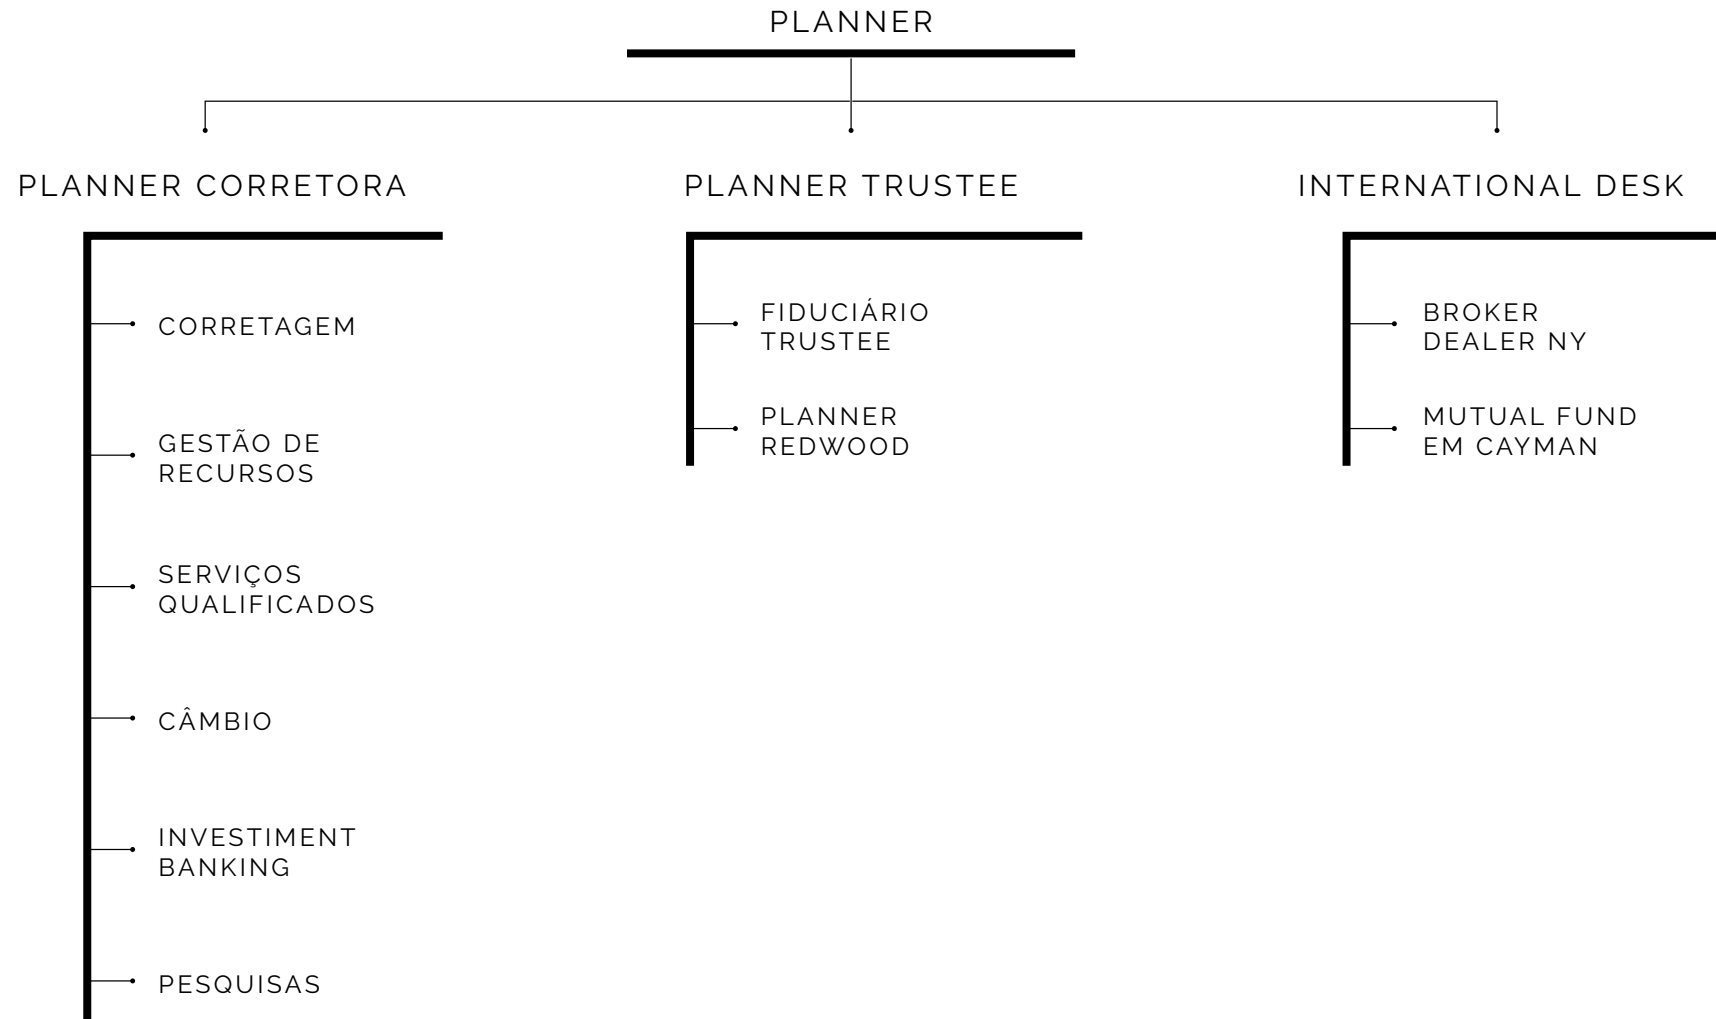 PLANNER
PLANNER CORRETORA
CORRETAGEM
GESTÃO DE
RECURSOS
SERVIÇOS
QUALIFICADOS
CÂMBIO
INVESTIMENT
BANKING
PESQUISAS
PLANNER TRUSTEE
FIDUCIÁRIO
TRUSTEE
PLANNER
REDWOOD
INTERNATIONAL DESK
BROKER
DEALER NY
MUTUAL FUND
EM CAYMAN